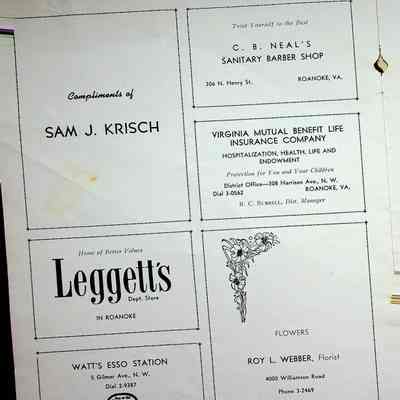 Compliments of
SAM J. KRISCH
Treat Yourself to the Best
C. B. NEAL'S
SANITARY BARBER SHOP
306 N. Henry St.
ROANOKE, VA.
VIRGINIA MUTUAL BENEFIT LIFE
INSURANCE COMPANY
HOSPITALIZATION, HEALTH, LIFE AND
ENDOWMENT
Protection for You and Your Children
District Office—308 Harrison Ave., N. W.
Dial 3-0562 ROANOKE, VA.
B. C. BURRELL, Dist. Manager
Home of Better Values
Leggett's
Dept. Store
IN ROANOKE
FLOWERS
ROY L. WEBBER, Florist
4000 Williamson Road
Phone 3-2469
WATT'S ESSO STATION
5 Gilmer Ave., N. W.
Dial 2-9387